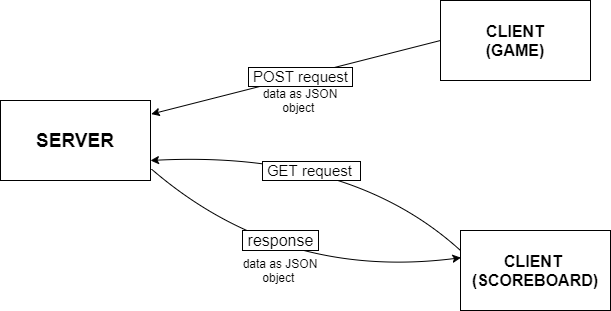 CLIENT
(GAME)
POST request
data as JSON
object
SERVER
GET request
response
data as JSON
object
CLIENT
(SCOREBOARD)